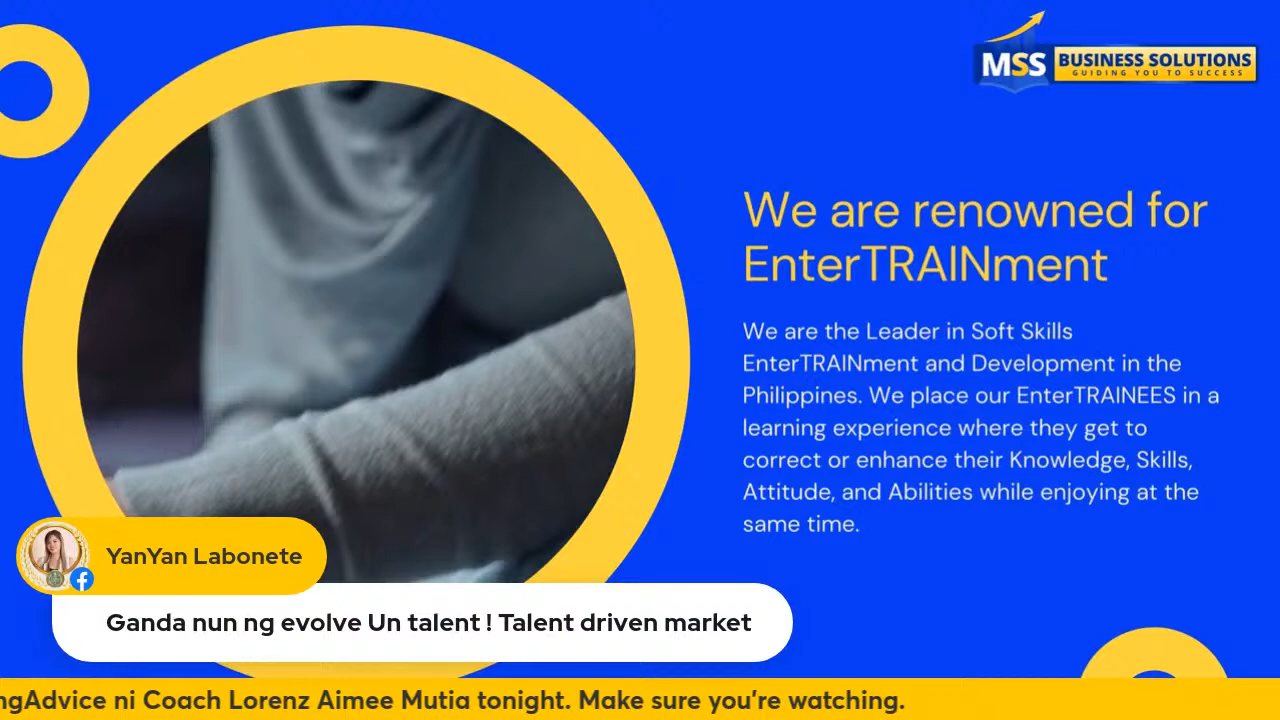 MSS BUSINESS SOLUTIONS
GUIDING YOU TO SUCCESS
We are renowned for
EnterTRAINment
We are the Leader in Soft Skills
EnterTRAINment and Development in the
Philippines. We place our EnterTRAINEES in a
learning experience where they get to
correct or enhance their Knowledge, Skills,
Attitude, and Abilities while enjoying at the
same time.
YanYan Labonete
Ganda nun ng evolve Un talent ! Talent driven market
ngAdvice ni Coach Lorenz Aimee Mutia tonight. Make sure you're watching.